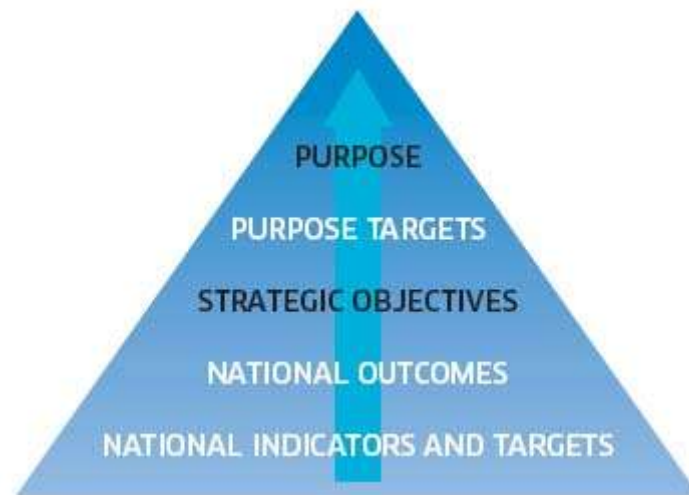 PURPOSE
PURPOSE TARGETS
STRATEGIC OBJECTIVES
NATIONAL OUTCOMES
NATIONAL INDICATORS AND TARGETS